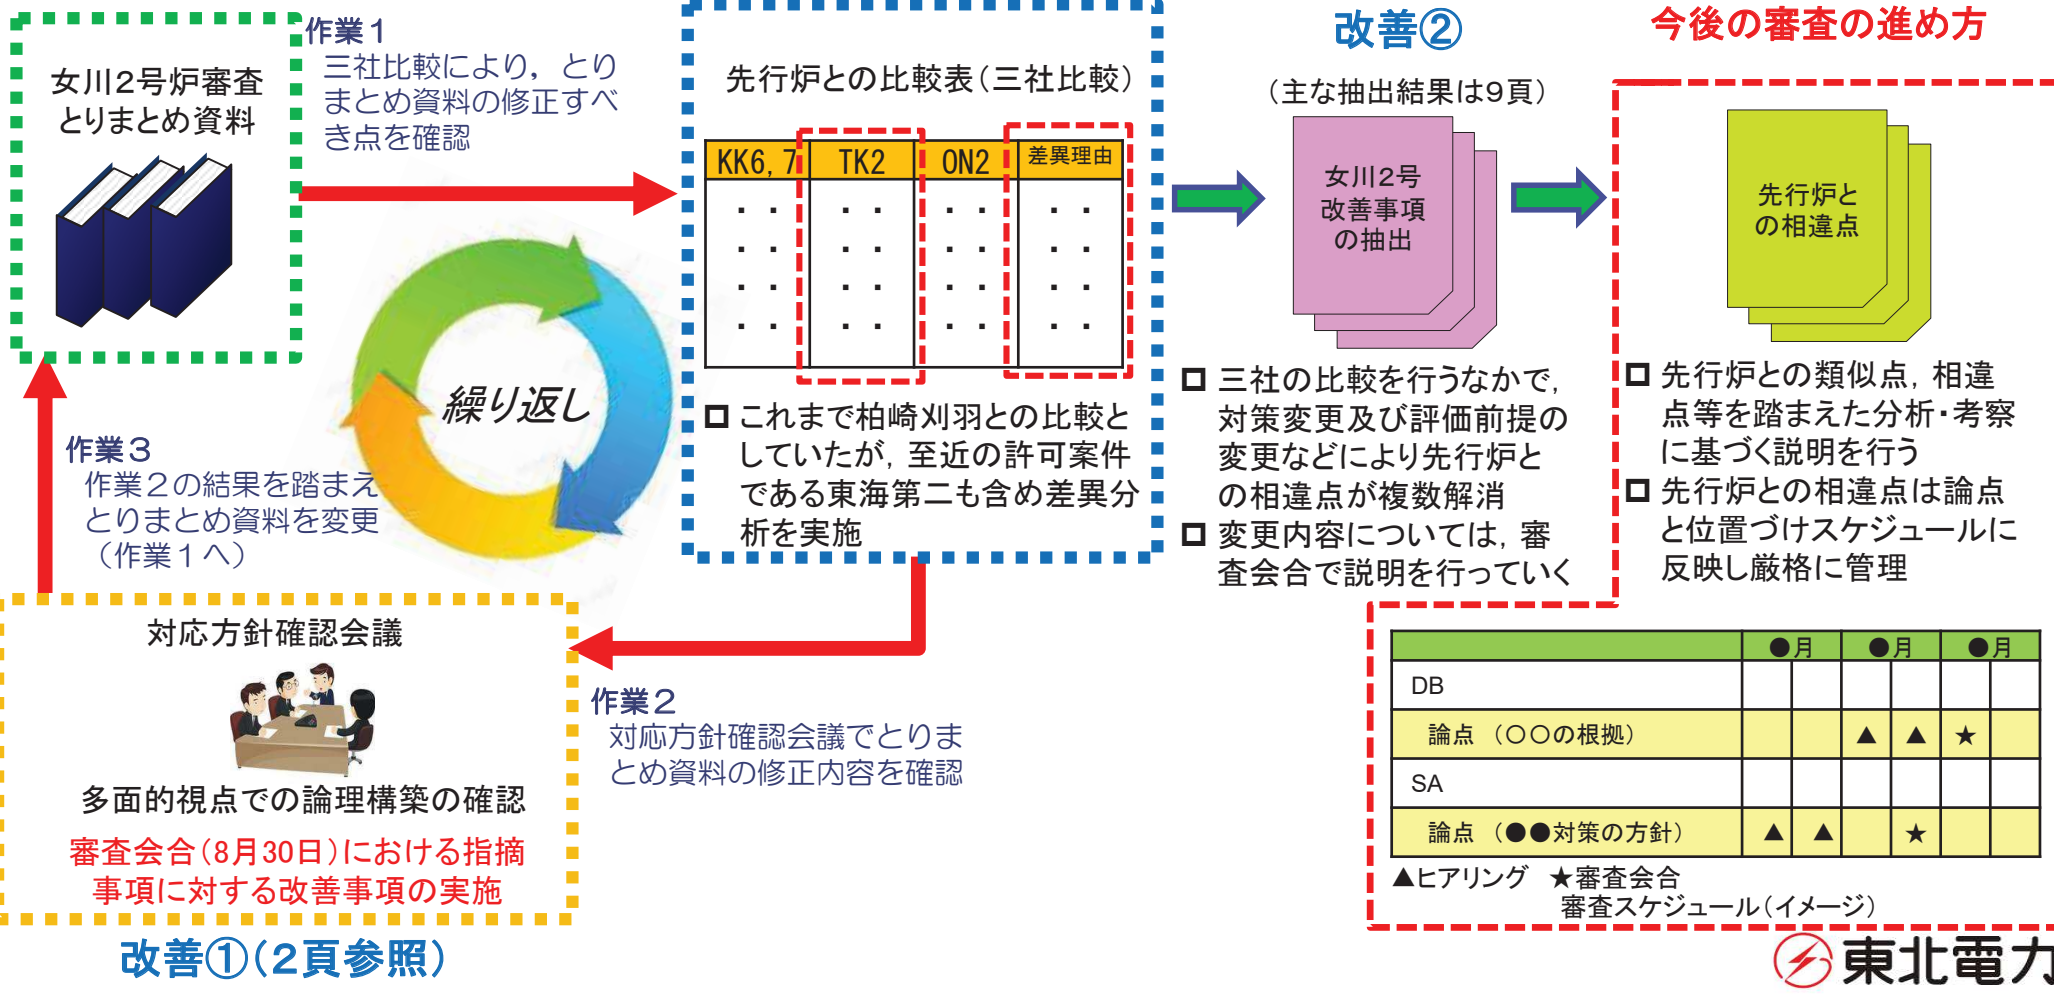 女川2号炉審査
とりまとめ資料
作業1
三社比較により，とり
まとめ資料の修正すべ
き点を確認
先行炉との比較表（三社比較）
KK6, 7 TK2 ON2 差異理由
・・ ・・ ・・ ・・
・・ ・・ ・・ ・・
・・ ・・ ・・ ・・
・・ ・・ ・・ ・・
これまで柏崎刈羽との比較と
していたが，至近の許可案件
である東海第二も含め差異分
析を実施
繰り返し
作業2
対応方針確認会議でとりま
とめ資料の修正内容を確認
作業3
作業2の結果を踏まえ
とりまとめ資料を変更
（作業1へ）
対応方針確認会議
多面的視点での論理構築の確認
審査会合（8月30日）における指摘
事項に対する改善事項の実施
改善①（2頁参照）
改善②
（主な抽出結果は9頁）
女川2号
改善事項
の抽出
三社の比較を行うなかで，
対策変更及び評価前提の
変更などにより先行炉と
の相違点が複数解消
変更内容については，審
査会合で説明を行っていく
今後の審査の進め方
先行炉と
の相違点
先行炉との類似点，相違
点等を踏まえた分析・考察
に基づく説明を行う
先行炉との相違点は論点
と位置づけスケジュールに
反映し厳格に管理
●月 ●月 ●月
DB
論点 （○○の根拠） ▲ ▲ ★
SA
論点 （●●対策の方針） ▲ ▲ ★
▲ヒアリング ★審査会合
審査スケジュール（イメージ）
東北電力